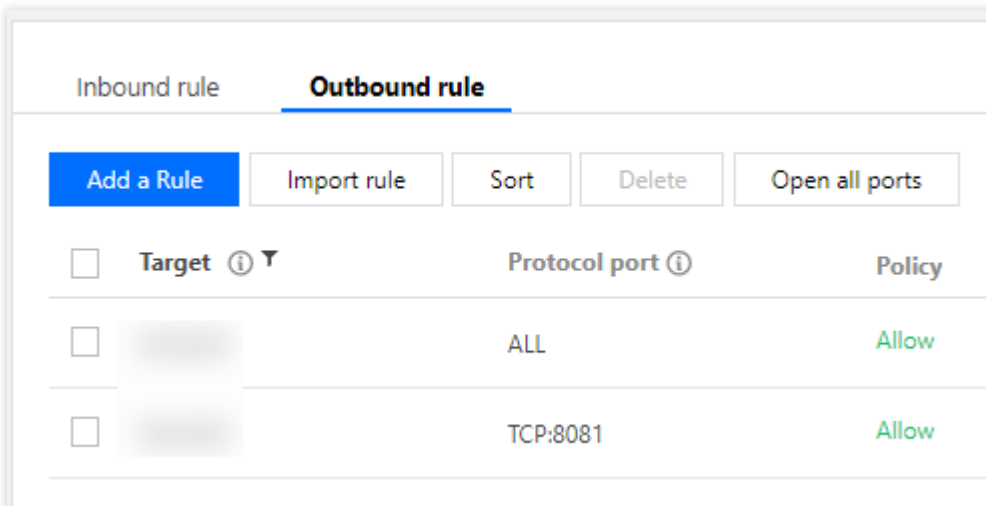 Inbound rule Outbound rule
Add a Rule Import rule Sort Delete Open all ports
Target Protocol port Policy
ALL Allow
TCP:8081 Allow